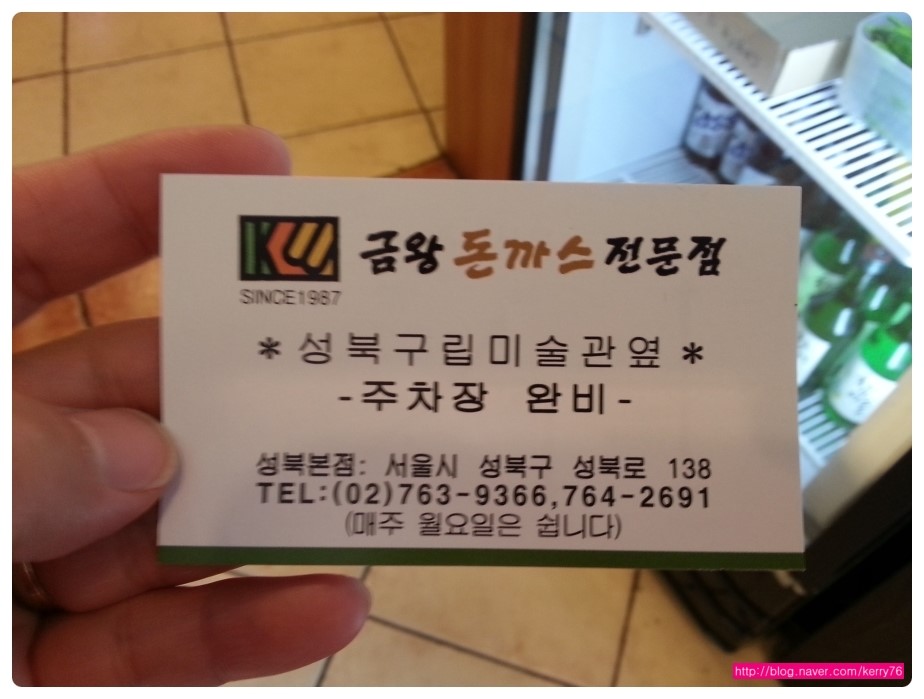 KW 금왕 돈까스 전문점
SINCE1987
* 성북구립미술관옆 *
-주차장 완비-
성북본점: 서울시 성북구 성북로 138
TEL:(02)763-9366,764-2691
(매주 월요일은 쉽니다)
http://blog.naver.com/kerry76